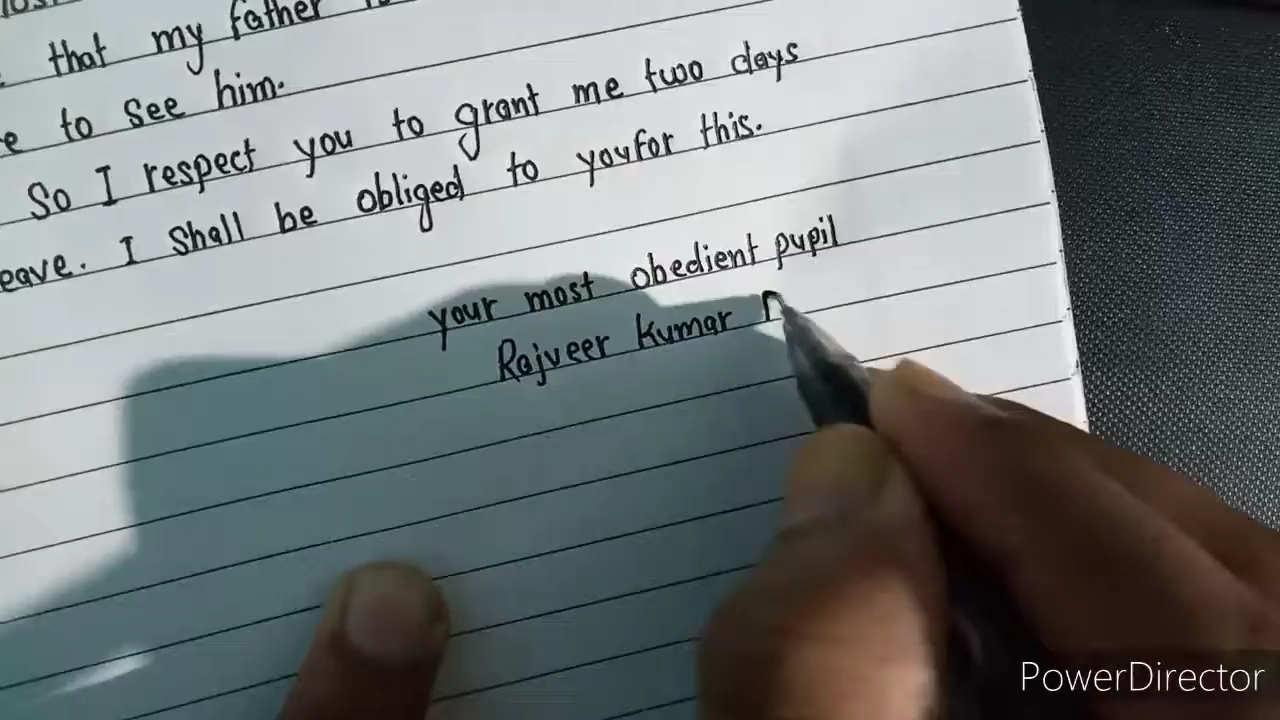 that my father
e to see him.
So I respect you to grant me two days
eave. I shall be obliged to youfor this.
your most obedient pupil
Rajveer Kumar
PowerDirector